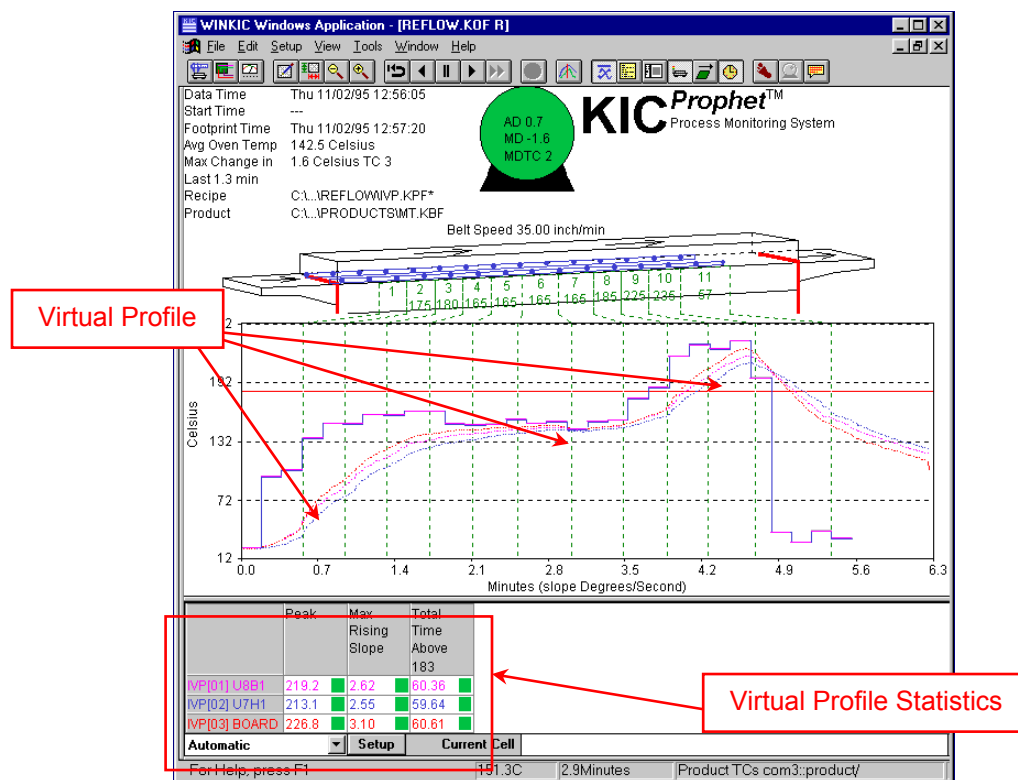 WINKIC Windows Application - [REFLOW.KOF R]
File Edit Setup View Tools Window Help
Data Time Thu 11/02/95 12:56:05
Start Time ---
Footprint Time Thu 11/02/95 12:57:20
Avg Oven Temp 142.5 Celsius
Max Change in 1.6 Celsius TC 3
Last 1.3 min
Recipe C:\...\REFLOW\IVP.KPF*
Product C:\...\PRODUCTS\MT.KBF
AD 0.7
MD -1.6
MDTC 2
KIC Prophet™
Process Monitoring System
Belt Speed 35.00 inch/min
1 2 3 4 5 6 7 8 9 10 11
175 180 165 165 165 165 185 225 235 57
Virtual Profile
2
192
132
72
12
Celsius
0.0 0.7 1.4 2.1 2.8 3.5 4.2 4.9 5.6 6.3
Minutes (slope Degrees/Second)
Peak Max Rising Slope Total Time Above 183
IVP[01] U8B1 219.2 2.62 60.36
IVP[02] U7H1 213.1 2.55 59.64
IVP[03] BOARD 226.8 3.10 60.61
Virtual Profile Statistics
Automatic Setup Current Cell
For Help, press F1 151.3C 2.9Minutes Product TCs com3::product/